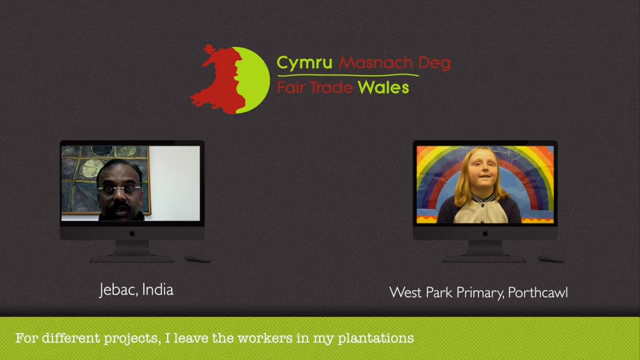 Cymru Masnach Deg
Fair Trade Wales
Jebac, India
West Park Primary, Porthcawl
For different projects, I leave the workers in my plantations